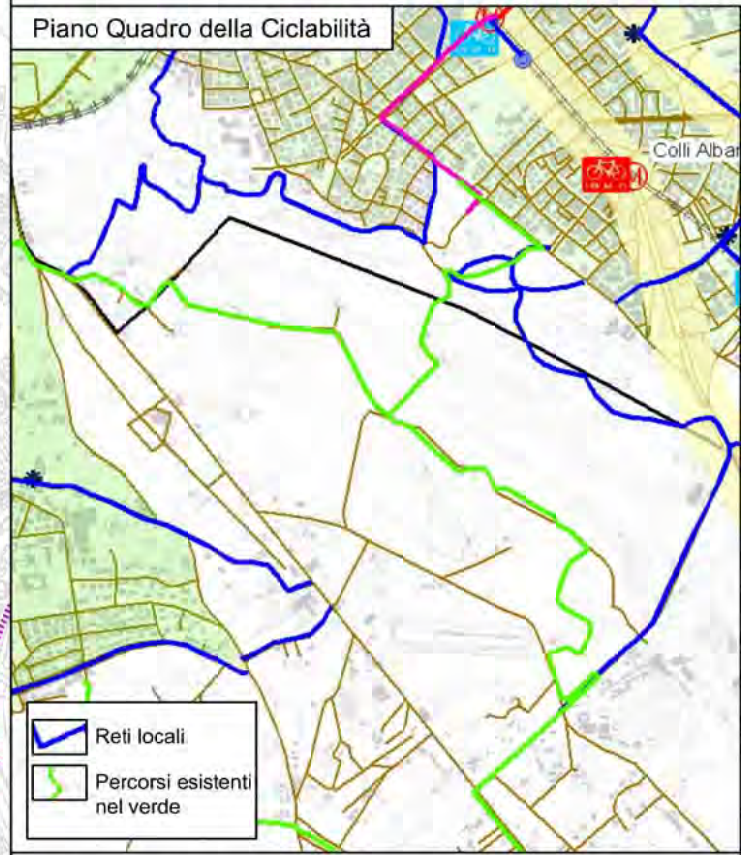 Piano Quadro della Ciclabilità
Colli Alban
Reti locali
Percorsi esistenti
nel verde